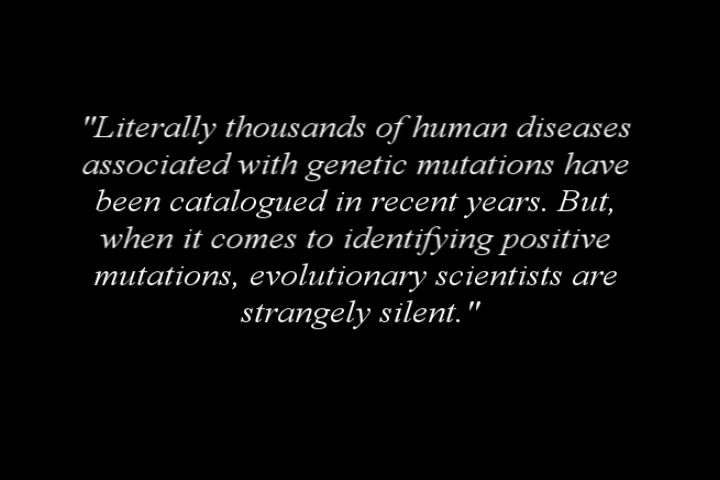 "Literally thousands of human diseases
associated with genetic mutations have
been catalogued in recent years. But,
when it comes to identifying positive
mutations, evolutionary scientists are
strangely silent."